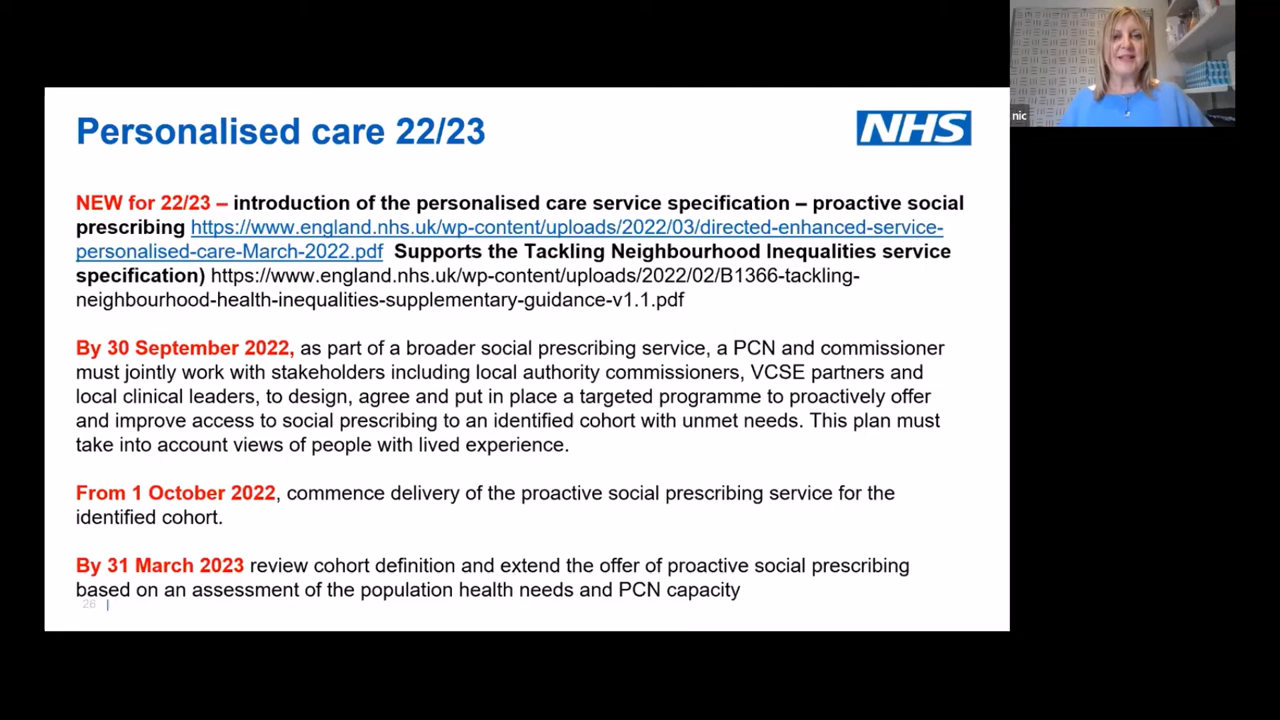 Personalised care 22/23
NHS
nic
NEW for 22/23 – introduction of the personalised care service specification – proactive social
prescribing https://www.england.nhs.uk/wp-content/uploads/2022/03/directed-enhanced-service-
personalised-care-March-2022.pdf Supports the Tackling Neighbourhood Inequalities service
specification) https://www.england.nhs.uk/wp-content/uploads/2022/02/B1366-tackling-
neighbourhood-health-inequalities-supplementary-guidance-v1.1.pdf
By 30 September 2022, as part of a broader social prescribing service, a PCN and commissioner
must jointly work with stakeholders including local authority commissioners, VCSE partners and
local clinical leaders, to design, agree and put in place a targeted programme to proactively offer
and improve access to social prescribing to an identified cohort with unmet needs. This plan must
take into account views of people with lived experience.
From 1 October 2022, commence delivery of the proactive social prescribing service for the
identified cohort.
By 31 March 2023 review cohort definition and extend the offer of proactive social prescribing
based on an assessment of the population health needs and PCN capacity
26 |